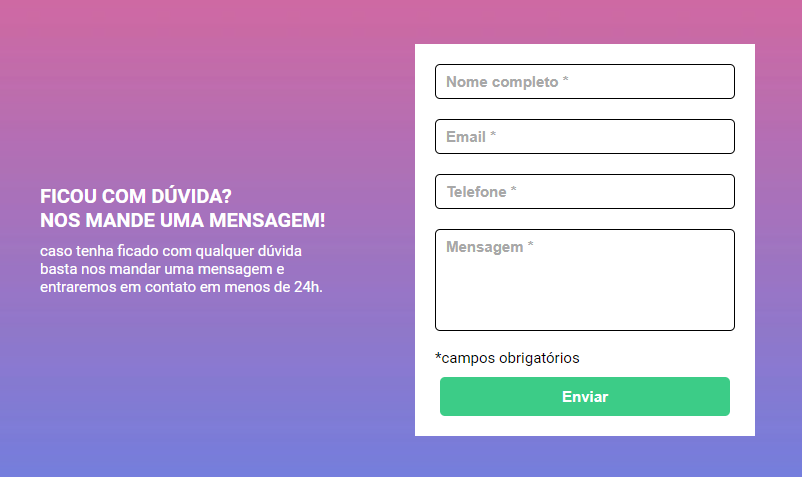 FICOU COM DÚVIDA?
NOS MANDE UMA MENSAGEM!
caso tenha ficado com qualquer dúvida
basta nos mandar uma mensagem e
entraremos em contato em menos de 24h.
Nome completo *
Email *
Telefone *
Mensagem *
*campos obrigatórios
Enviar